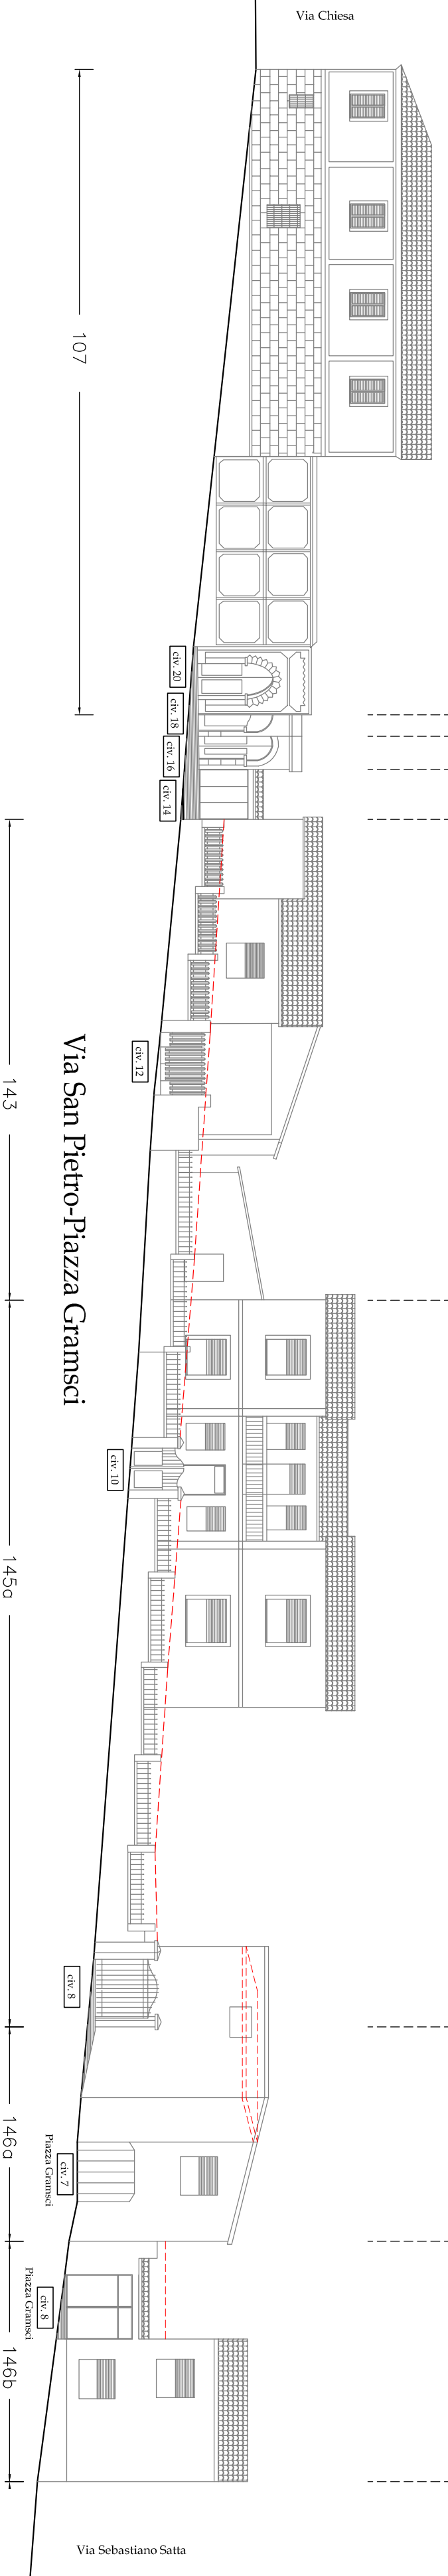 Via Chiesa
107
civ. 20
civ. 18
civ. 16
civ. 14
civ. 12
143
Via San Pietro-Piazza Gramsci
civ. 10
145a
civ. 8
146a
civ. 7
Piazza Gramsci
civ. 8
Piazza Gramsci
146b
Via Sebastiano Satta